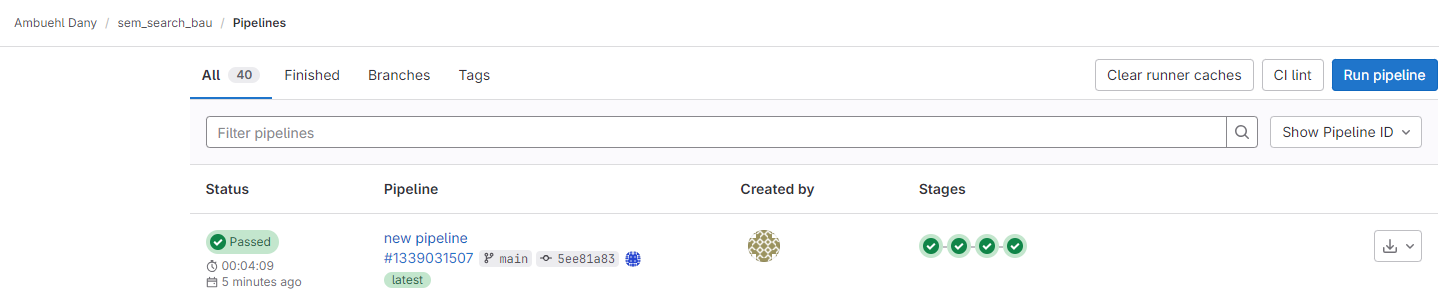 Ambuehl Dany / sem_search_bau / Pipelines
All 40 Finished Branches Tags Clear runner caches CI lint Run pipeline
Filter pipelines Show Pipeline ID
Status Pipeline Created by Stages
Passed new pipeline
00:04:09 #1339031507 main 5ee81a83
5 minutes ago latest